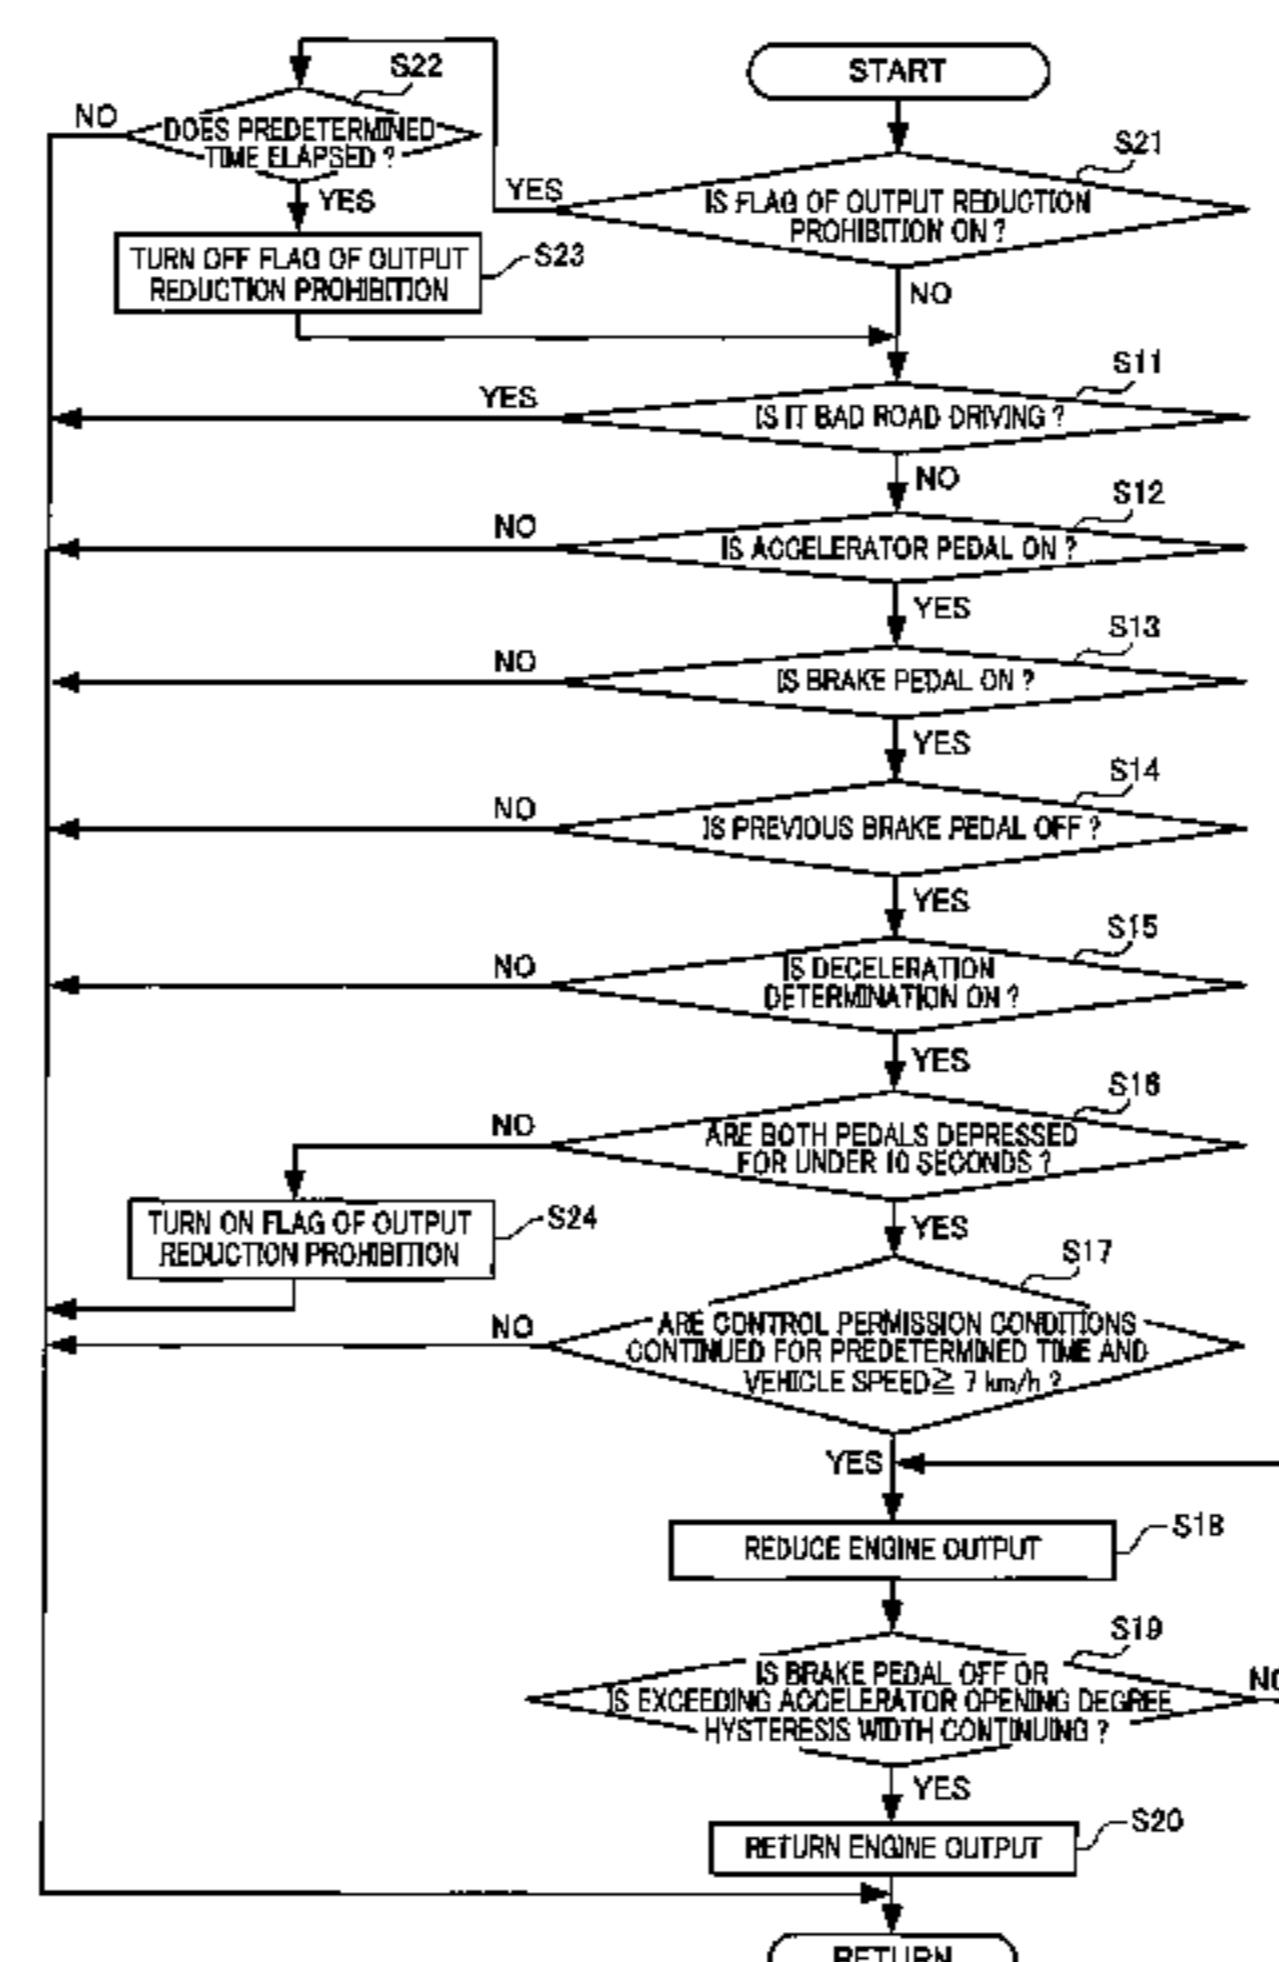 START
S22
NO
DOES PREDETERMINED
TIME ELAPSED ?
YES
S21
YES
IS FLAG OF OUTPUT REDUCTION
PROHIBITION ON ?
NO
TURN OFF FLAG OF OUTPUT
REDUCTION PROHIBITION
S23
S11
YES
IS IT BAD ROAD DRIVING ?
NO
S12
NO
IS ACCELERATOR PEDAL ON ?
YES
S13
NO
IS BRAKE PEDAL ON ?
YES
S14
NO
IS PREVIOUS BRAKE PEDAL OFF ?
YES
S15
NO
IS DECELERATION
DETERMINATION ON ?
YES
S16
NO
ARE BOTH PEDALS DEPRESSED
FOR UNDER 10 SECONDS ?
YES
TURN ON FLAG OF OUTPUT
REDUCTION PROHIBITION
S24
S17
NO
ARE CONTROL PERMISSION CONDITIONS
CONTINUED FOR PREDETERMINED TIME AND
VEHICLE SPEED≧ 7 km/h ?
YES
REDUCE ENGINE OUTPUT
S18
S19
IS BRAKE PEDAL OFF OR
IS EXCEEDING ACCELERATOR OPENING DEGREE
HYSTERESIS WIDTH CONTINUING ?
NO
YES
RETURN ENGINE OUTPUT
S20
RETURN